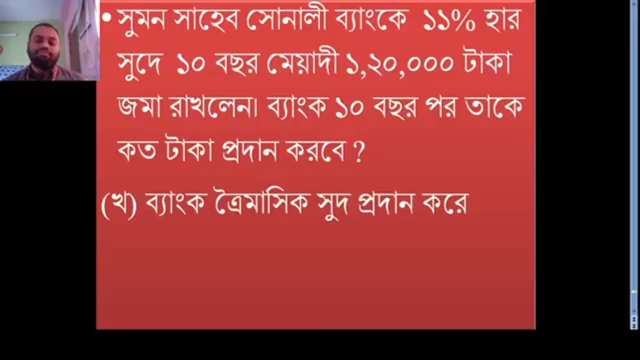 • সুমন সাহেব সোনালী ব্যাংকে ১১% হার
সুদে ১০ বছর মেয়াদী ১,২০,০০০ টাকা
জমা রাখলেন। ব্যাংক ১০ বছর পর তাকে
কত টাকা প্রদান করবে ?
(খ) ব্যাংক ত্রৈমাসিক সুদ প্রদান করে